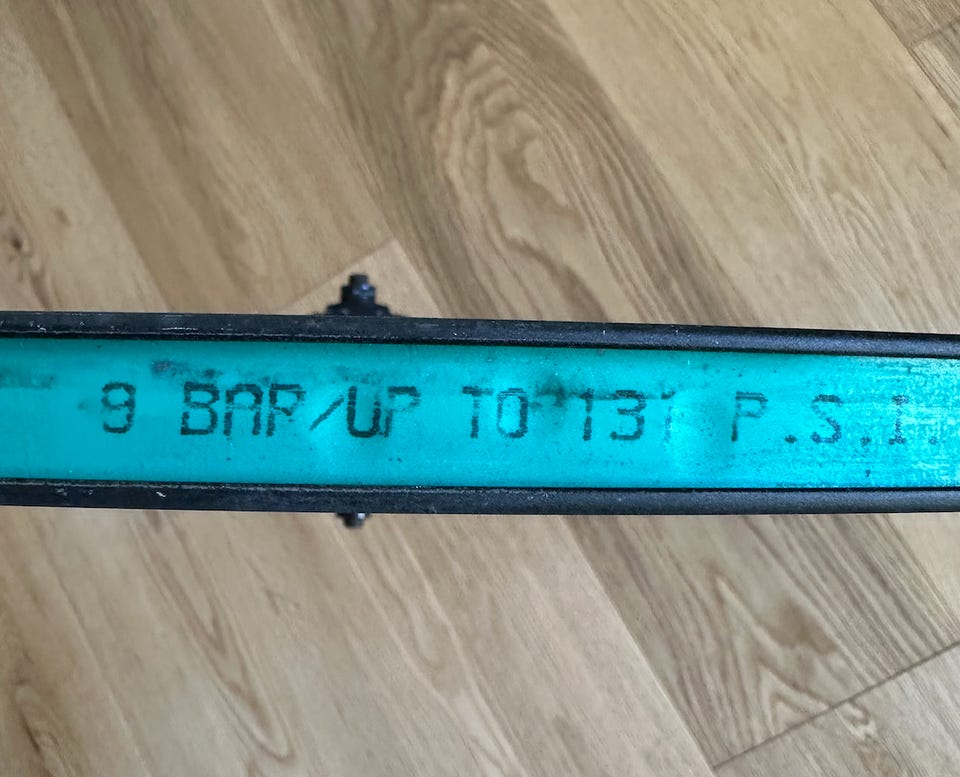 9 BAR/UP TO 131 P.S.I.